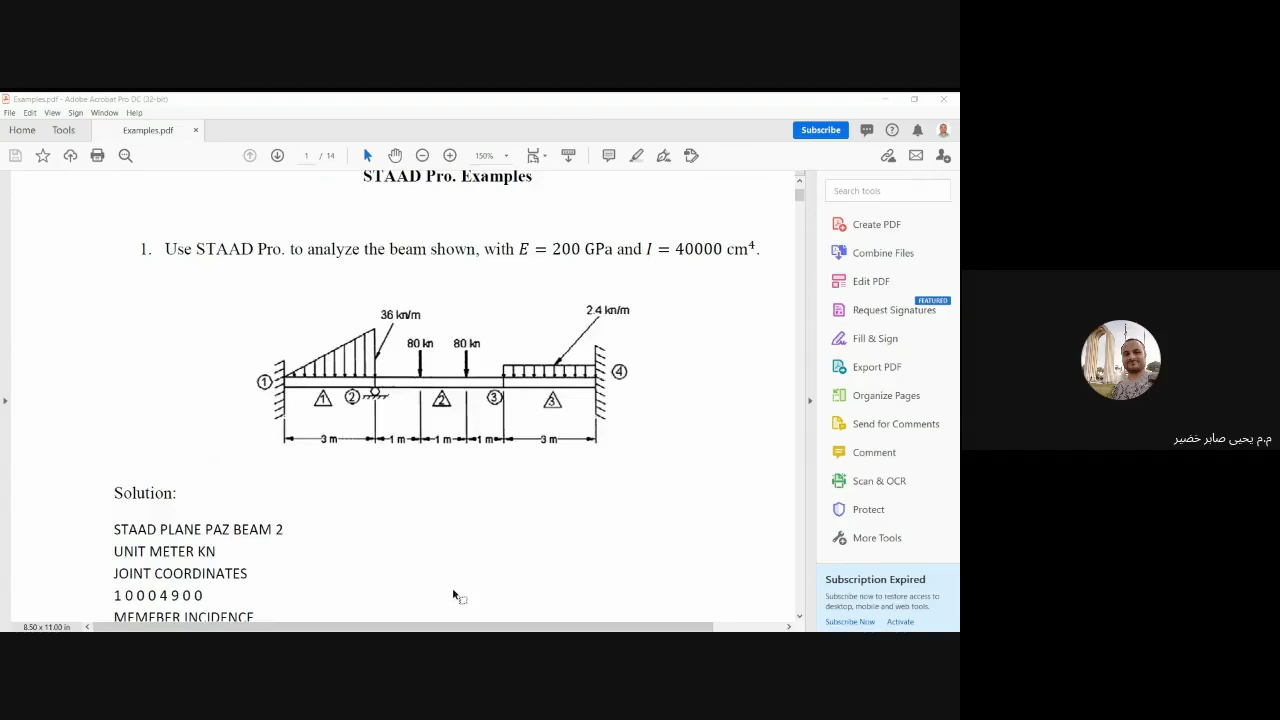 Examples.pdf - Adobe Acrobat Pro DC (32-bit)
File Edit View Sign Window Help
Home Tools Examples.pdf × Subscribe
1 / 14 150%
STAAD Pro. Examples
1. Use STAAD Pro. to analyze the beam shown, with E = 200 GPa and I = 40000 cm⁴.
36 kn/m 2.4 kn/m
80 kn 80 kn
1 4
1 2 2 3 3
3 m 1 m 1 m 1 m 3 m
Solution:
STAAD PLANE PAZ BEAM 2
UNIT METER KN
JOINT COORDINATES
1 0 0 0 4 9 0 0
MEMEBER INCIDENCE
8.50 x 11.00 in
Search tools
Create PDF
Combine Files
Edit PDF
FEATURED
Request Signatures
Fill & Sign
Export PDF
Organize Pages
Send for Comments
Comment
Scan & OCR
Protect
More Tools
Subscription Expired
Subscribe now to restore access to
desktop, mobile and web tools.
Subscribe Now Activate
م.م يحيى صابر خضير